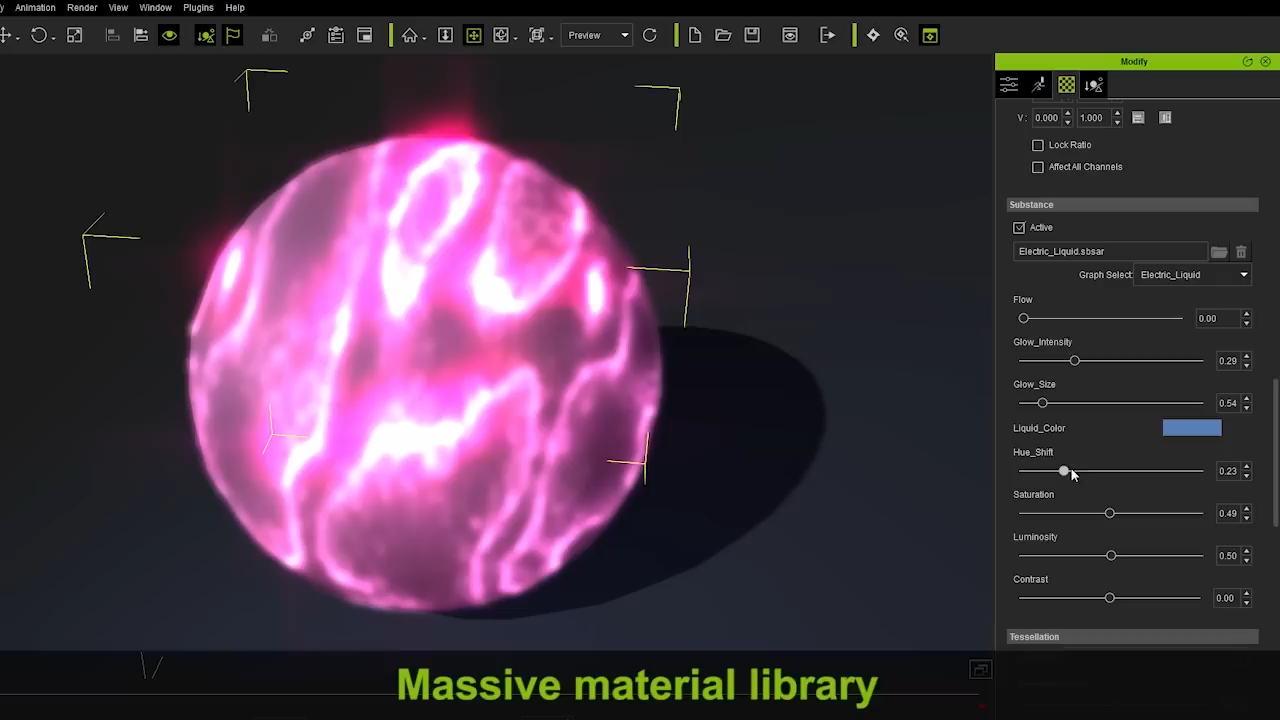 Animation Render View Window Plugins Help
Preview
Modify
V : 0.000 1.000
Lock Ratio
Affect All Channels
Substance
Active
Electric_Liquid.sbsar
Graph Select: Electric_Liquid
Flow
0.00
Glow_Intensity
0.29
Glow_Size
0.54
Liquid_Color
Hue_Shift
0.23
Saturation
0.49
Luminosity
0.50
Contrast
0.00
Tessellation
Massive material library